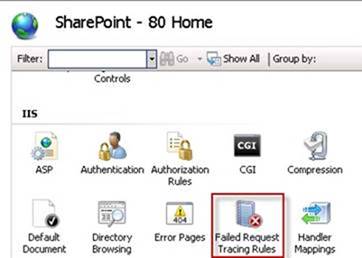 SharePoint - 80 Home
Filter: Go Show All Group by:
Controls
IIS
ASP Authentication Authorization Rules CGI Compression
CGI
404
Default Document Directory Browsing Error Pages Failed Request Tracing Rules Handler Mappings